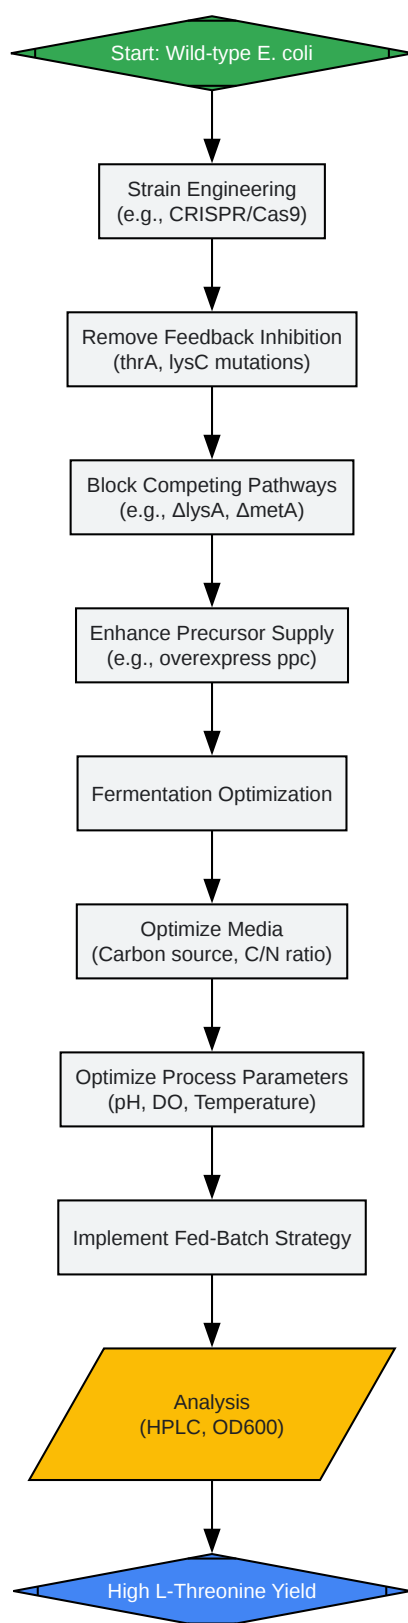 Start: Wild-type E. coli
Strain Engineering
(e.g., CRISPR/Cas9)
Remove Feedback Inhibition
(thrA, lysC mutations)
Block Competing Pathways
(e.g., ΔlysA, ΔmetA)
Enhance Precursor Supply
(e.g., overexpress ppc)
Fermentation Optimization
Optimize Media
(Carbon source, C/N ratio)
Optimize Process Parameters
(pH, DO, Temperature)
Implement Fed-Batch Strategy
Analysis
(HPLC, OD600)
High L-Threonine Yield